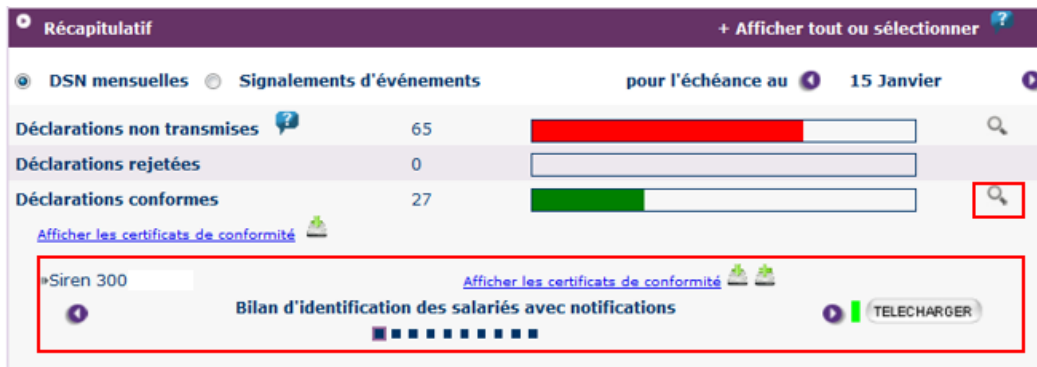 Récapitulatif + Afficher tout ou sélectionner ?
DSN mensuelles Signalements d'événements pour l'échéance au 15 Janvier
Déclarations non transmises ? 65
Déclarations rejetées 0
Déclarations conformes 27
Afficher les certificats de conformité
»Siren 300 Afficher les certificats de conformité
Bilan d'identification des salariés avec notifications TELECHARGER